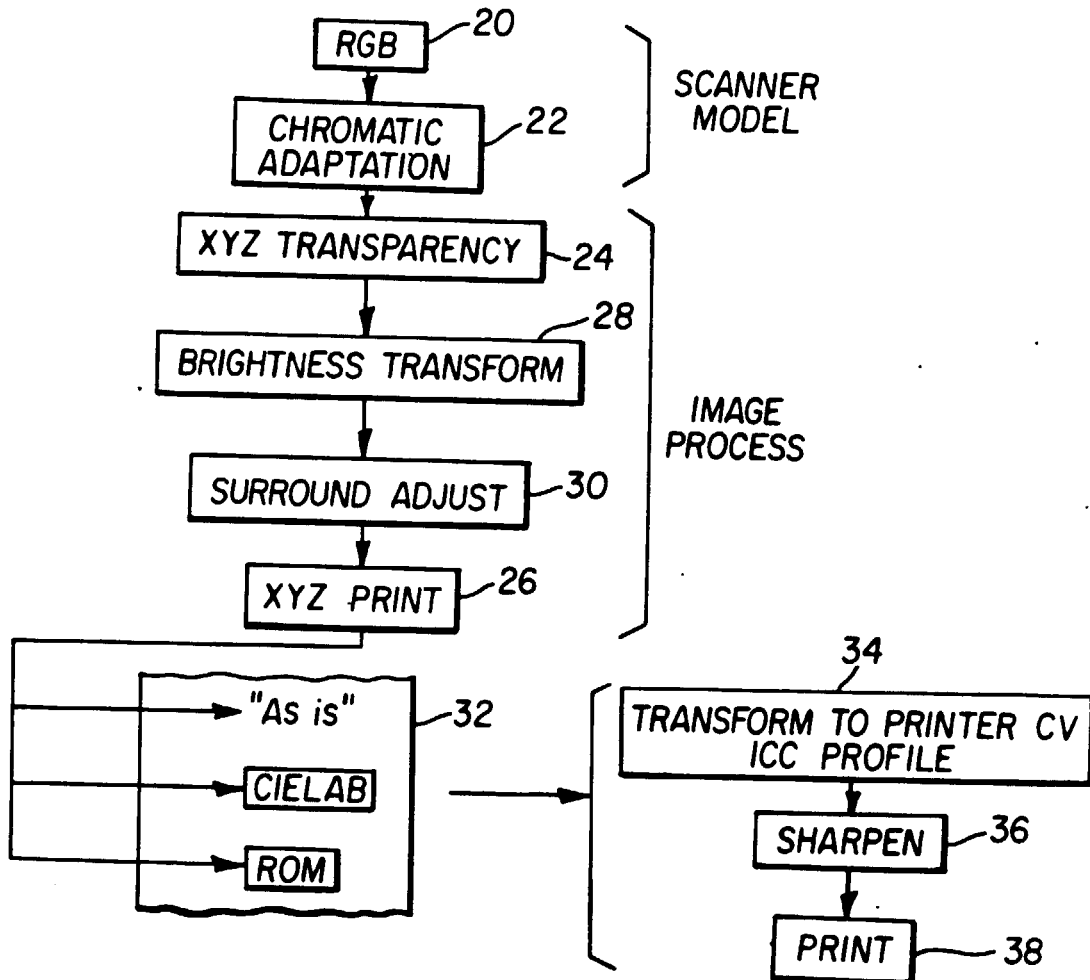 RGB
20
CHROMATIC
ADAPTATION
22
SCANNER
MODEL
XYZ TRANSPARENCY
24
BRIGHTNESS TRANSFORM
28
IMAGE
PROCESS
SURROUND ADJUST
30
XYZ PRINT
26
"As is"
32
CIELAB
ROM
34
TRANSFORM TO PRINTER CV
ICC PROFILE
SHARPEN
36
PRINT
38